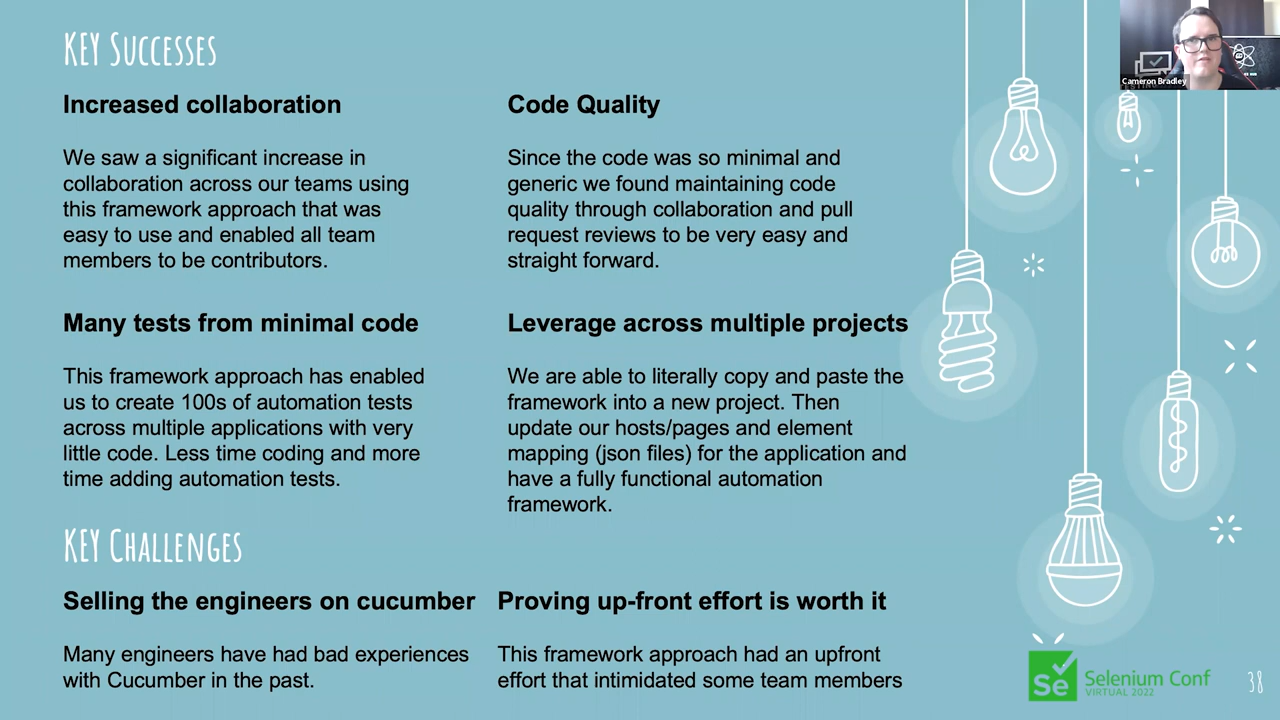 KEY Successes
Increased collaboration
We saw a significant increase in
collaboration across our teams using
this framework approach that was
easy to use and enabled all team
members to be contributors.
Code Quality
Since the code was so minimal and
generic we found maintaining code
quality through collaboration and pull
request reviews to be very easy and
straight forward.
Many tests from minimal code
This framework approach has enabled
us to create 100s of automation tests
across multiple applications with very
little code. Less time coding and more
time adding automation tests.
Leverage across multiple projects
We are able to literally copy and paste the
framework into a new project. Then
update our hosts/pages and element
mapping (json files) for the application and
have a fully functional automation
framework.
KEY Challenges
Selling the engineers on cucumber
Many engineers have had bad experiences
with Cucumber in the past.
Proving up-front effort is worth it
This framework approach had an upfront
effort that intimidated some team members
Cameron Bradley
Se
Selenium Conf
VIRTUAL 2022
38